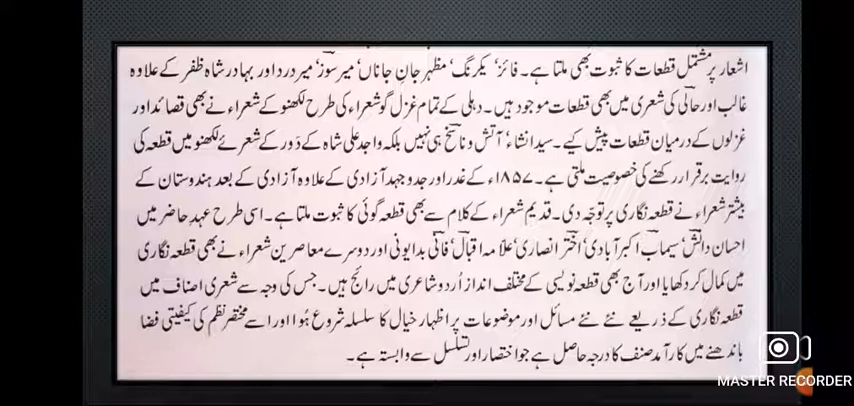 اشعار پر مشتمل قطعات کا ثبوت بھی ملتا ہے۔ فائز، یکرنگ، مظہر جانِ جاناں، میر سوز، میر درد اور بہادر شاہ ظفر کے علاوہ
غالب اور حالی کی شعری میں بھی قطعات موجود ہیں۔ دہلی کے تمام غزل گو شعراء کی طرح لکھنو کے شعراء نے بھی قصائد اور
غزلوں کے درمیان قطعات پیش کیے۔ سید انشاء، آتش و ناسخ ہی نہیں بلکہ واجد علی شاہ کے دَور کے شعرائے لکھنو میں قطعہ کی
روایت برقرار رکھنے کی خصوصیت ملتی ہے۔ ۱۸۵۷ء کے غدر اور جدوجہد آزادی کے علاوہ آزادی کے بعد ہندوستان کے
بیشتر شعراء نے قطعہ نگاری پر توجّہ دی۔ قدیم شعراء کے کلام سے بھی قطعہ گوئی کا ثبوت ملتا ہے۔ اسی طرح عہدِ حاضر میں
احسان دانش، سیماب اکبر آبادی، اختر انصاری، علامہ اقبال، فانی بدایونی اور دوسرے معاصرین شعراء نے بھی قطعہ نگاری
میں کمال کر دکھایا اور آج بھی قطعہ نویسی کے مختلف انداز اُردو شاعری میں رائج ہیں۔ جس کی وجہ سے شعری اصناف میں
قطعہ نگاری کے ذریعے نئے نئے مسائل اور موضوعات پر اظہار خیال کا سلسلہ شروع ہُوا اور اسے مختصر نظم کی کیفیتی فضا
باندھنے میں کار آمد صنف کا درجہ حاصل ہے جو اختصار اور تسلسل سے وابستہ ہے۔
MASTER RECORDER